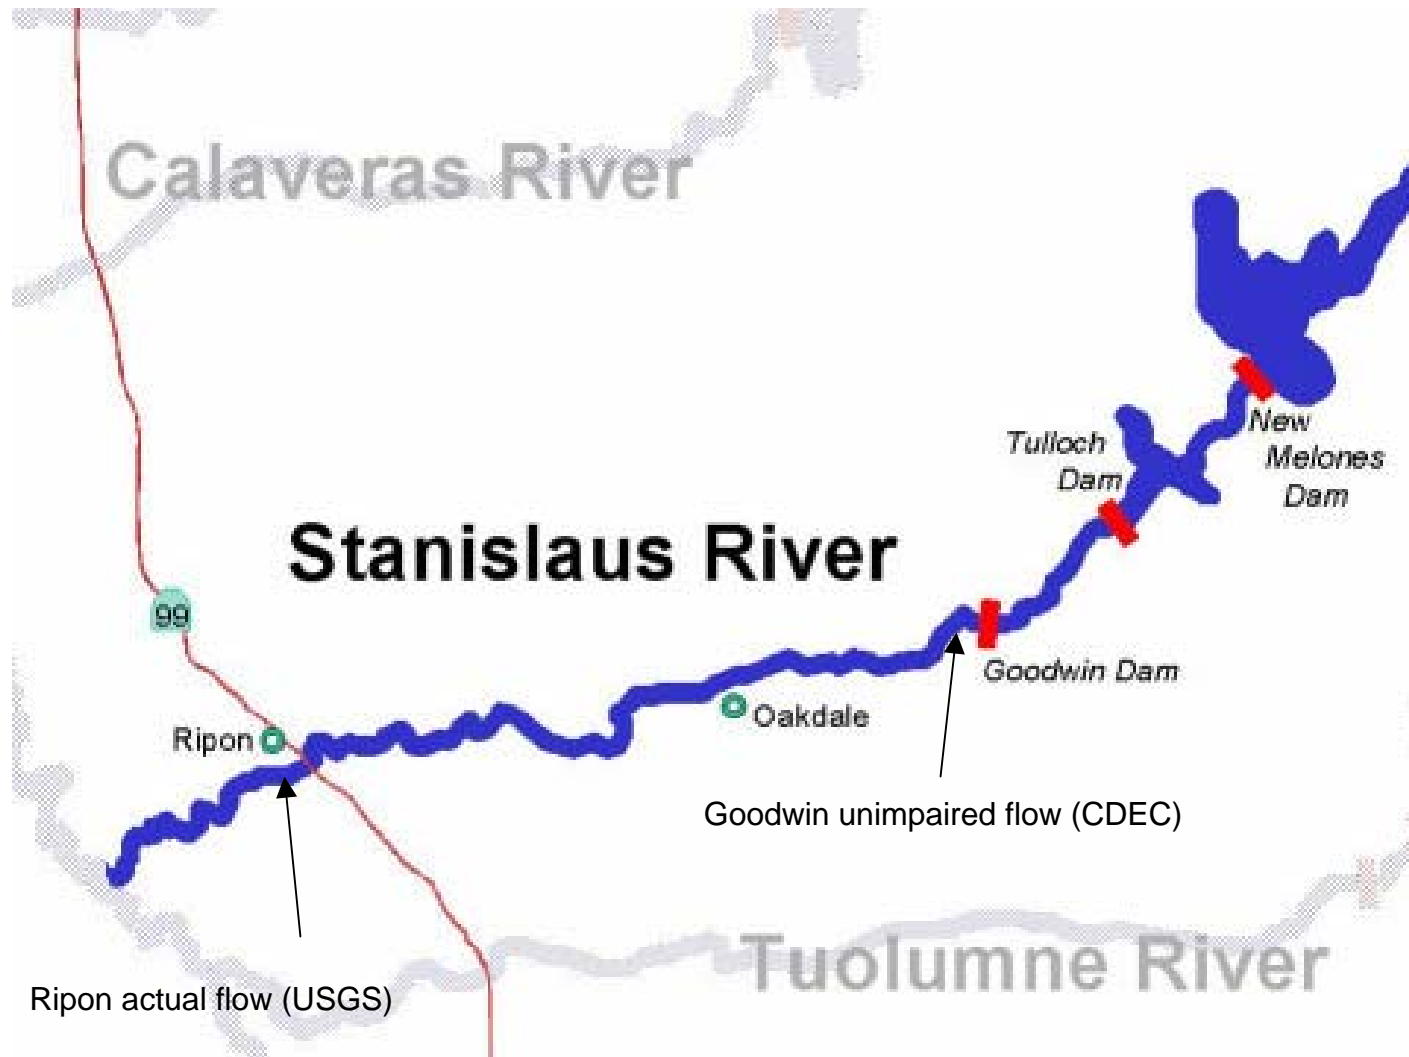 Calaveras River
New
Melones
Dam
Tulloch
Dam
Stanislaus River
99
Goodwin Dam
Oakdale
Ripon
Goodwin unimpaired flow (CDEC)
Tuolumne River
Ripon actual flow (USGS)